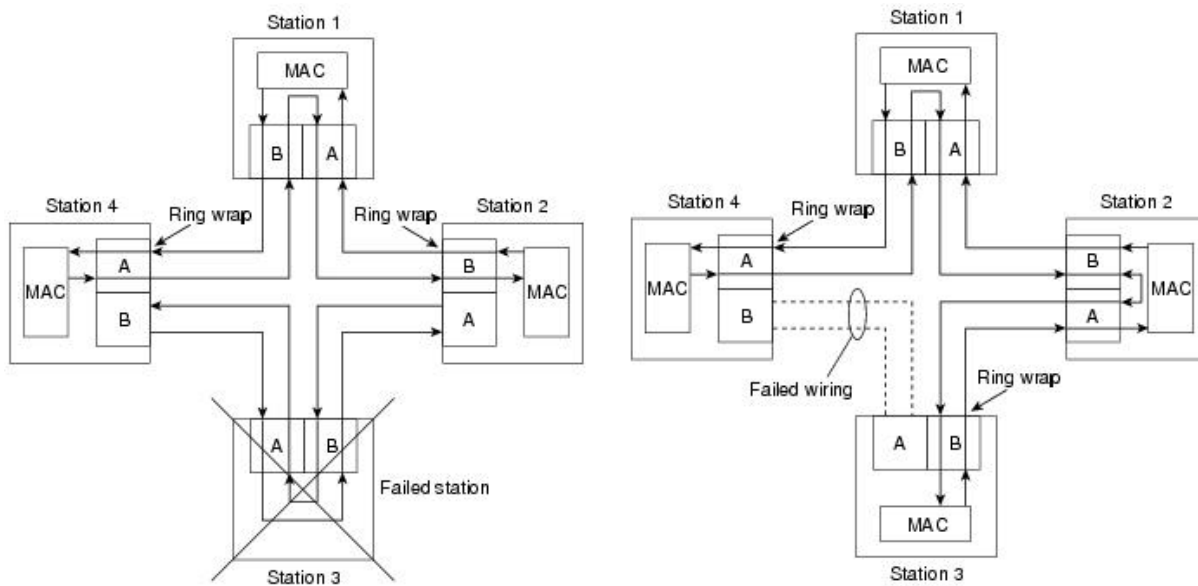 Station 1
MAC
B
A
Station 4
Ring wrap
Ring wrap
Station 2
MAC
A
B
B
A
MAC
A
B
Failed station
Station 3
Station 1
MAC
B
A
Station 4
Ring wrap
Station 2
MAC
A
B
B
A
MAC
Failed wiring
Ring wrap
A
B
MAC
Station 3